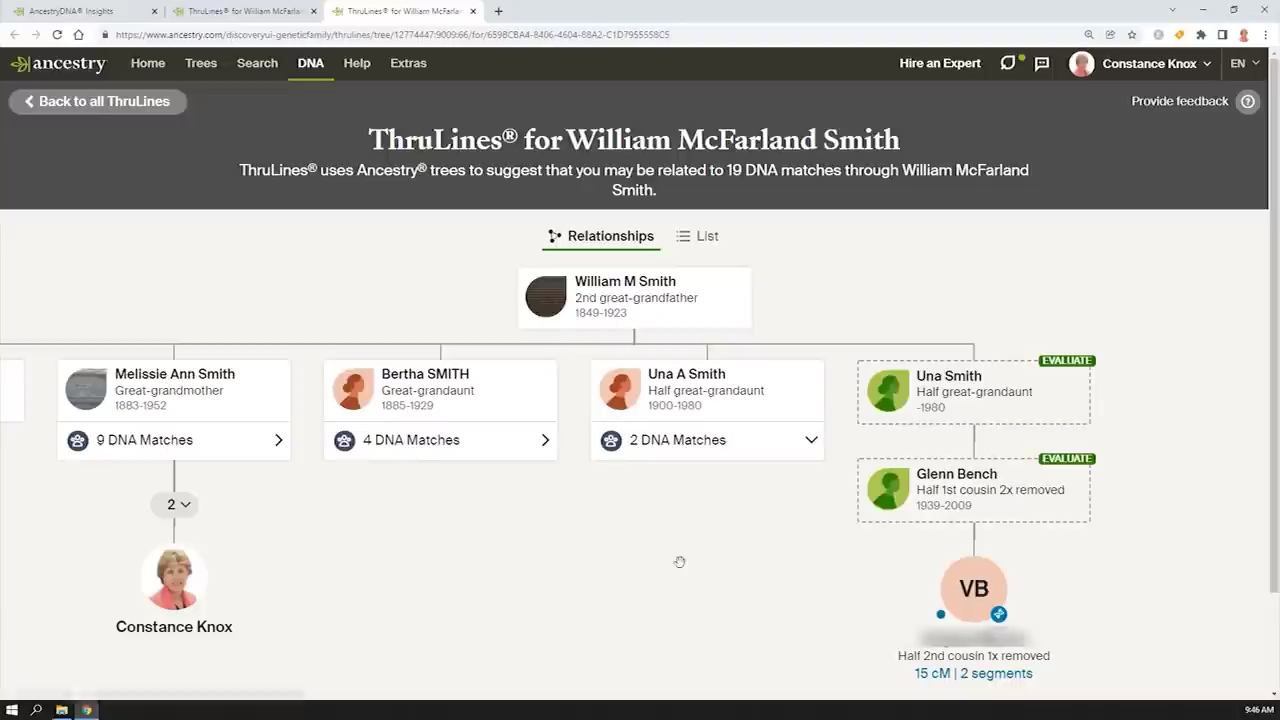 AncestryDNA® Insights
ThruLines® for William McFarla
ThruLines® for William McFarla
https://www.ancestry.com/discoveryui-geneticfamily/thrulines/tree/12774447:9009:66/for/659BCBA4-8406-4604-88A2-C1D7955558C5
ancestry
Home
Trees
Search
DNA
Help
Extras
Hire an Expert
Constance Knox
EN
Back to all ThruLines
Provide feedback
ThruLines® for William McFarland Smith
ThruLines® uses Ancestry® trees to suggest that you may be related to 19 DNA matches through William McFarland
Smith.
Relationships
List
William M Smith
2nd great-grandfather
1849-1923
Melissie Ann Smith
Great-grandmother
1883-1952
9 DNA Matches
Bertha SMITH
Great-grandaunt
1885-1929
4 DNA Matches
Una A Smith
Half great-grandaunt
1900-1980
2 DNA Matches
EVALUATE
Una Smith
Half great-grandaunt
-1980
EVALUATE
Glenn Bench
Half 1st cousin 2x removed
1939-2009
2
Constance Knox
VB
Half 2nd cousin 1x removed
15 cM | 2 segments
9:46 AM